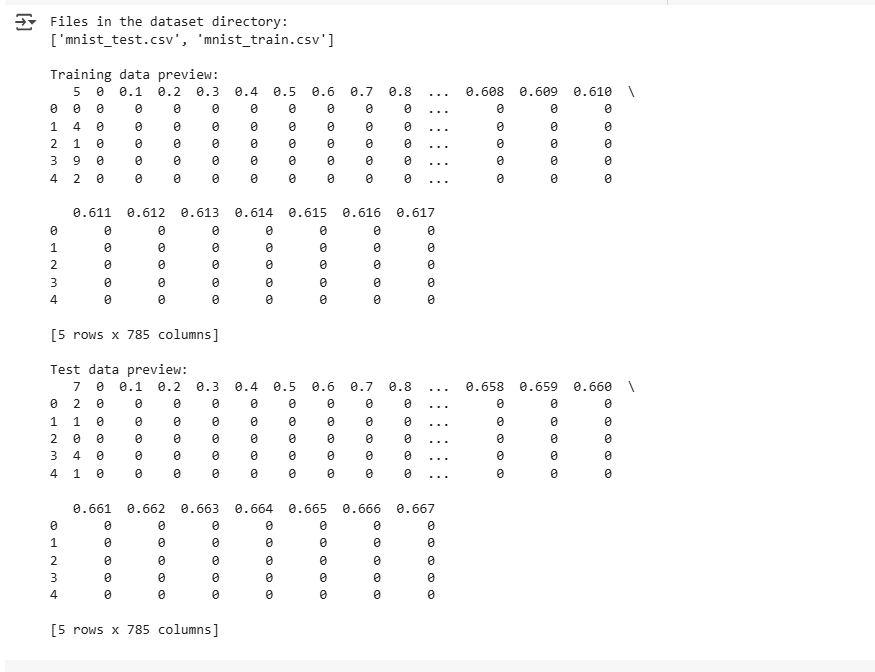 Files in the dataset directory:
['mnist_test.csv', 'mnist_train.csv']
Training data preview:
5 0 0.1 0.2 0.3 0.4 0.5 0.6 0.7 0.8 ... 0.608 0.609 0.610 \
0 0 0 0 0 0 0 0 0 0 0 ... 0 0 0
1 4 0 0 0 0 0 0 0 0 0 ... 0 0 0
2 1 0 0 0 0 0 0 0 0 0 ... 0 0 0
3 9 0 0 0 0 0 0 0 0 0 ... 0 0 0
4 2 0 0 0 0 0 0 0 0 0 ... 0 0 0
0.611 0.612 0.613 0.614 0.615 0.616 0.617
0 0 0 0 0 0 0 0
1 0 0 0 0 0 0 0
2 0 0 0 0 0 0 0
3 0 0 0 0 0 0 0
4 0 0 0 0 0 0 0
[5 rows x 785 columns]
Test data preview:
7 0 0.1 0.2 0.3 0.4 0.5 0.6 0.7 0.8 ... 0.658 0.659 0.660 \
0 2 0 0 0 0 0 0 0 0 0 ... 0 0 0
1 1 0 0 0 0 0 0 0 0 0 ... 0 0 0
2 0 0 0 0 0 0 0 0 0 0 ... 0 0 0
3 4 0 0 0 0 0 0 0 0 0 ... 0 0 0
4 1 0 0 0 0 0 0 0 0 0 ... 0 0 0
0.661 0.662 0.663 0.664 0.665 0.666 0.667
0 0 0 0 0 0 0 0
1 0 0 0 0 0 0 0
2 0 0 0 0 0 0 0
3 0 0 0 0 0 0 0
4 0 0 0 0 0 0 0
[5 rows x 785 columns]